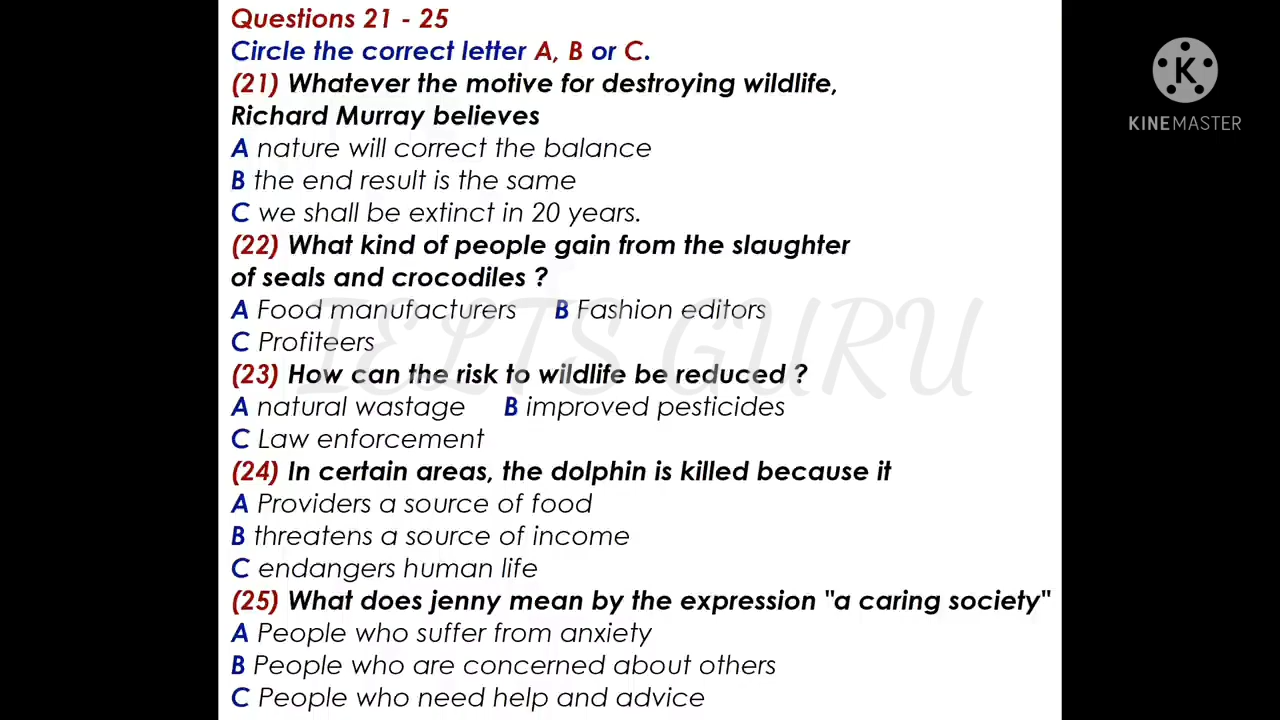 Questions 21 - 25
Circle the correct letter A, B or C.
(21) Whatever the motive for destroying wildlife,
Richard Murray believes
A nature will correct the balance
B the end result is the same
C we shall be extinct in 20 years.
(22) What kind of people gain from the slaughter
of seals and crocodiles ?
A Food manufacturers B Fashion editors
C Profiteers
(23) How can the risk to wildlife be reduced ?
A natural wastage B improved pesticides
C Law enforcement
(24) In certain areas, the dolphin is killed because it
A Providers a source of food
B threatens a source of income
C endangers human life
(25) What does jenny mean by the expression "a caring society"
A People who suffer from anxiety
B People who are concerned about others
C People who need help and advice
IELTS GURU
K
KINEMASTER